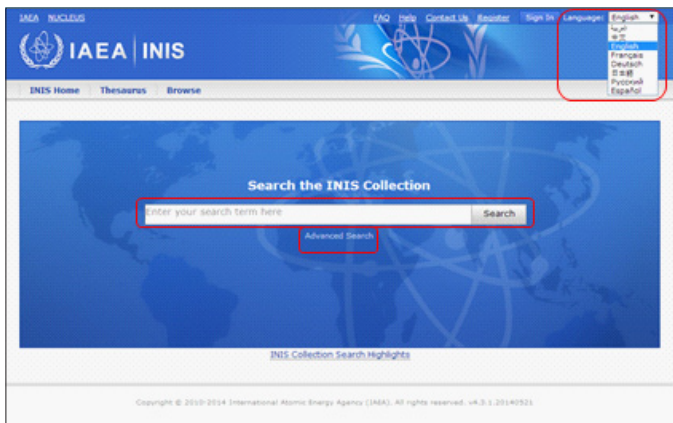 IAEA NUCLEUS
FAQ Help Contact Us Register Sign In Language: English
العربية
中文
English
Français
Deutsch
日本語
Русский
Español
IAEA INIS
INIS Home Thesaurus Browse
Search the INIS Collection
Enter your search term here Search
Advanced Search
INIS Collection Search Highlights
Copyright © 2010-2014 International Atomic Energy Agency (IAEA). All rights reserved. v4.3.1.20140521